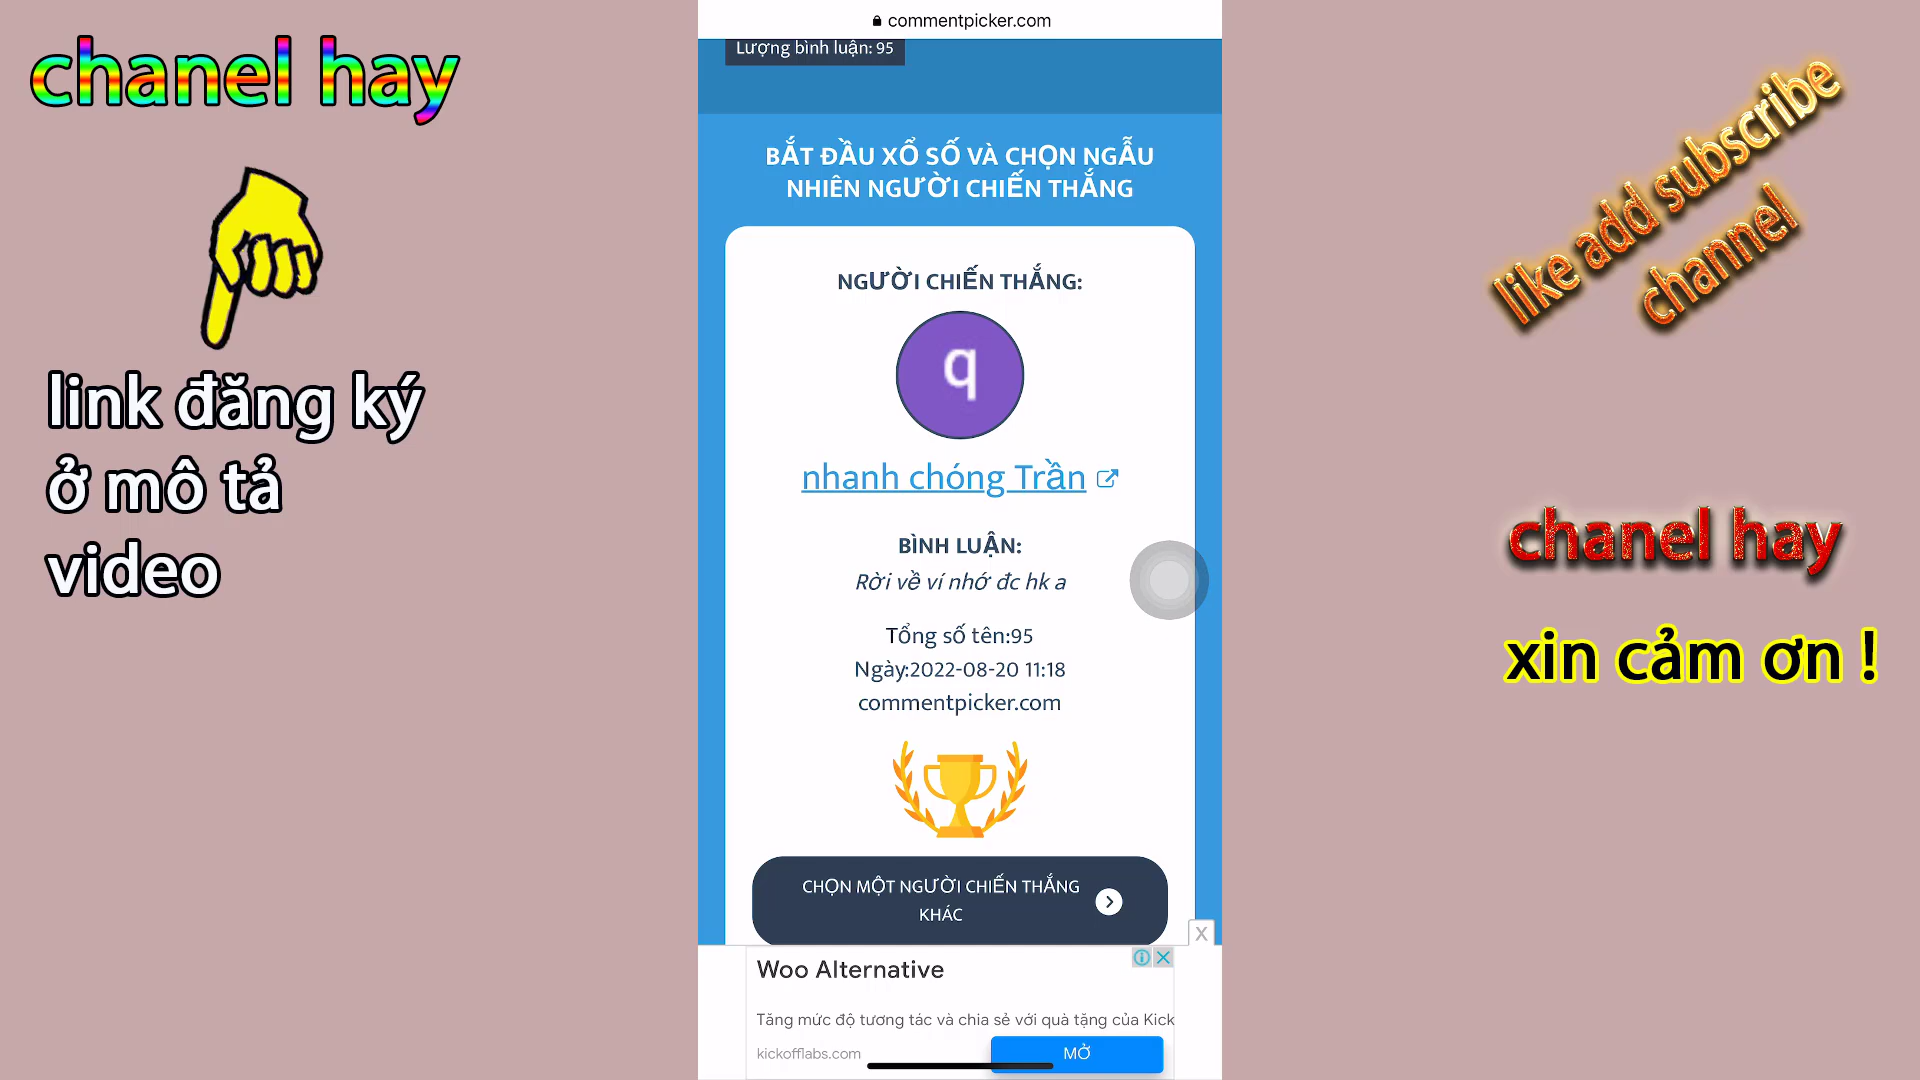 chanel hay
link đăng ký
ở mô tả
video
commentpicker.com
Lượng bình luận: 95
BẮT ĐẦU XỔ SỐ VÀ CHỌN NGẪU
NHIÊN NGƯỜI CHIẾN THẮNG
NGƯỜI CHIẾN THẮNG:
q
nhanh chóng Trần
BÌNH LUẬN:
Rời về ví nhớ đc hk a
Tổng số tên:95
Ngày:2022-08-20 11:18
commentpicker.com
CHỌN MỘT NGƯỜI CHIẾN THẮNG
KHÁC
X
Woo Alternative
Tăng mức độ tương tác và chia sẻ với quà tặng của Kick
kickofflabs.com
MỞ
like add subscribe
channel
chanel hay
xin cảm ơn !